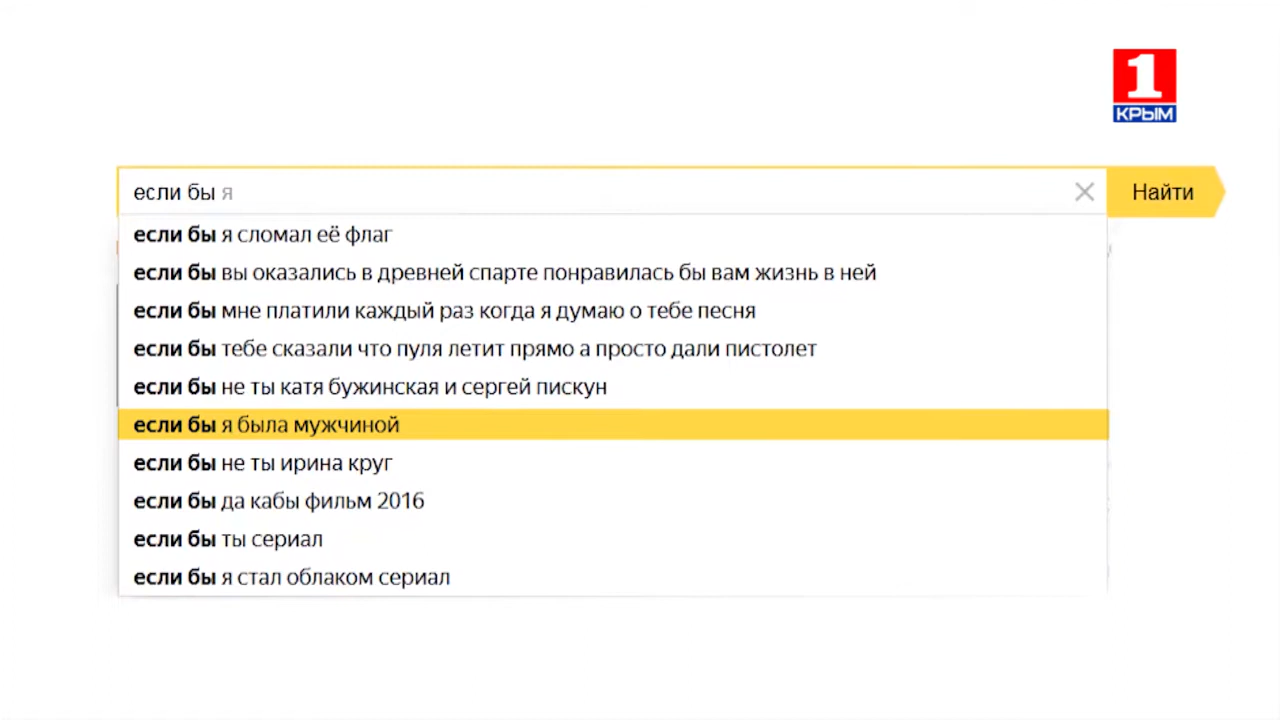 1
КРЫМ
если бы я
Найти
если бы я сломал её флаг
если бы вы оказались в древней спарте понравилась бы вам жизнь в ней
если бы мне платили каждый раз когда я думаю о тебе песня
если бы тебе сказали что пуля летит прямо а просто дали пистолет
если бы не ты катя бужинская и сергей пискун
если бы я была мужчиной
если бы не ты ирина круг
если бы да кабы фильм 2016
если бы ты сериал
если бы я стал облаком сериал